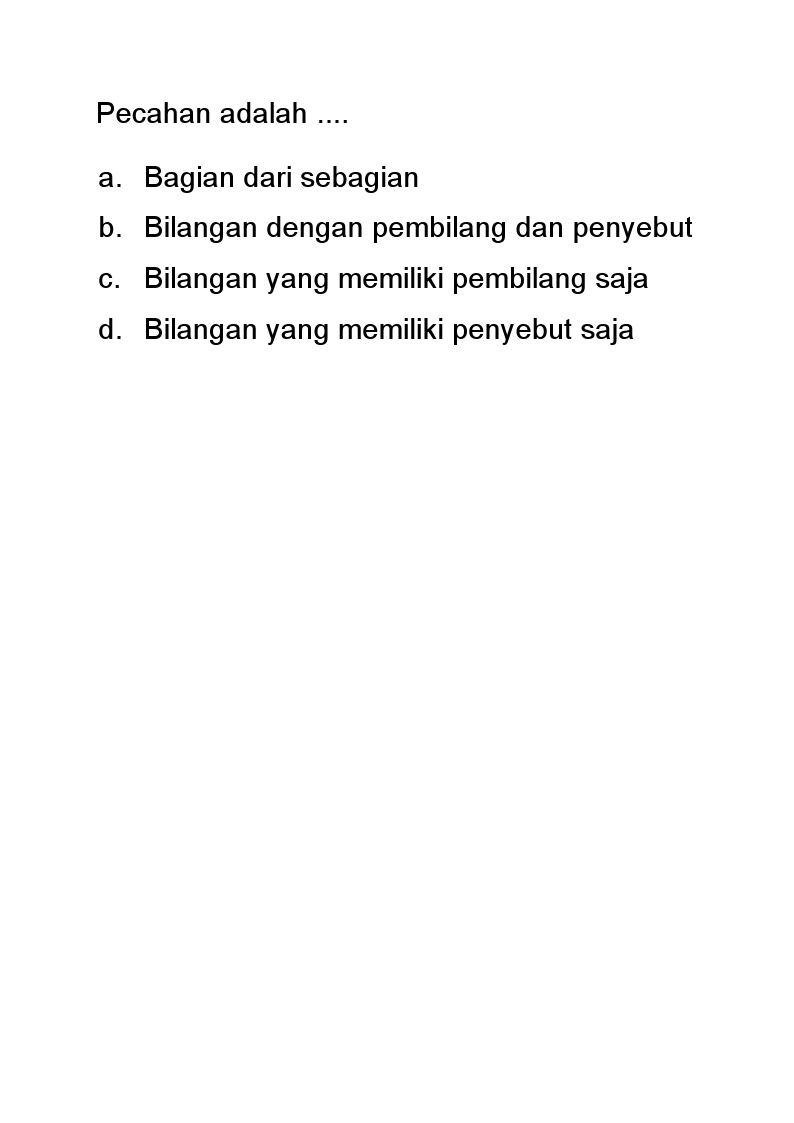 Pecahan adalah ....
a. Bagian dari sebagian
b. Bilangan dengan pembilang dan penyebut
c. Bilangan yang memiliki pembilang saja
d. Bilangan yang memiliki penyebut saja